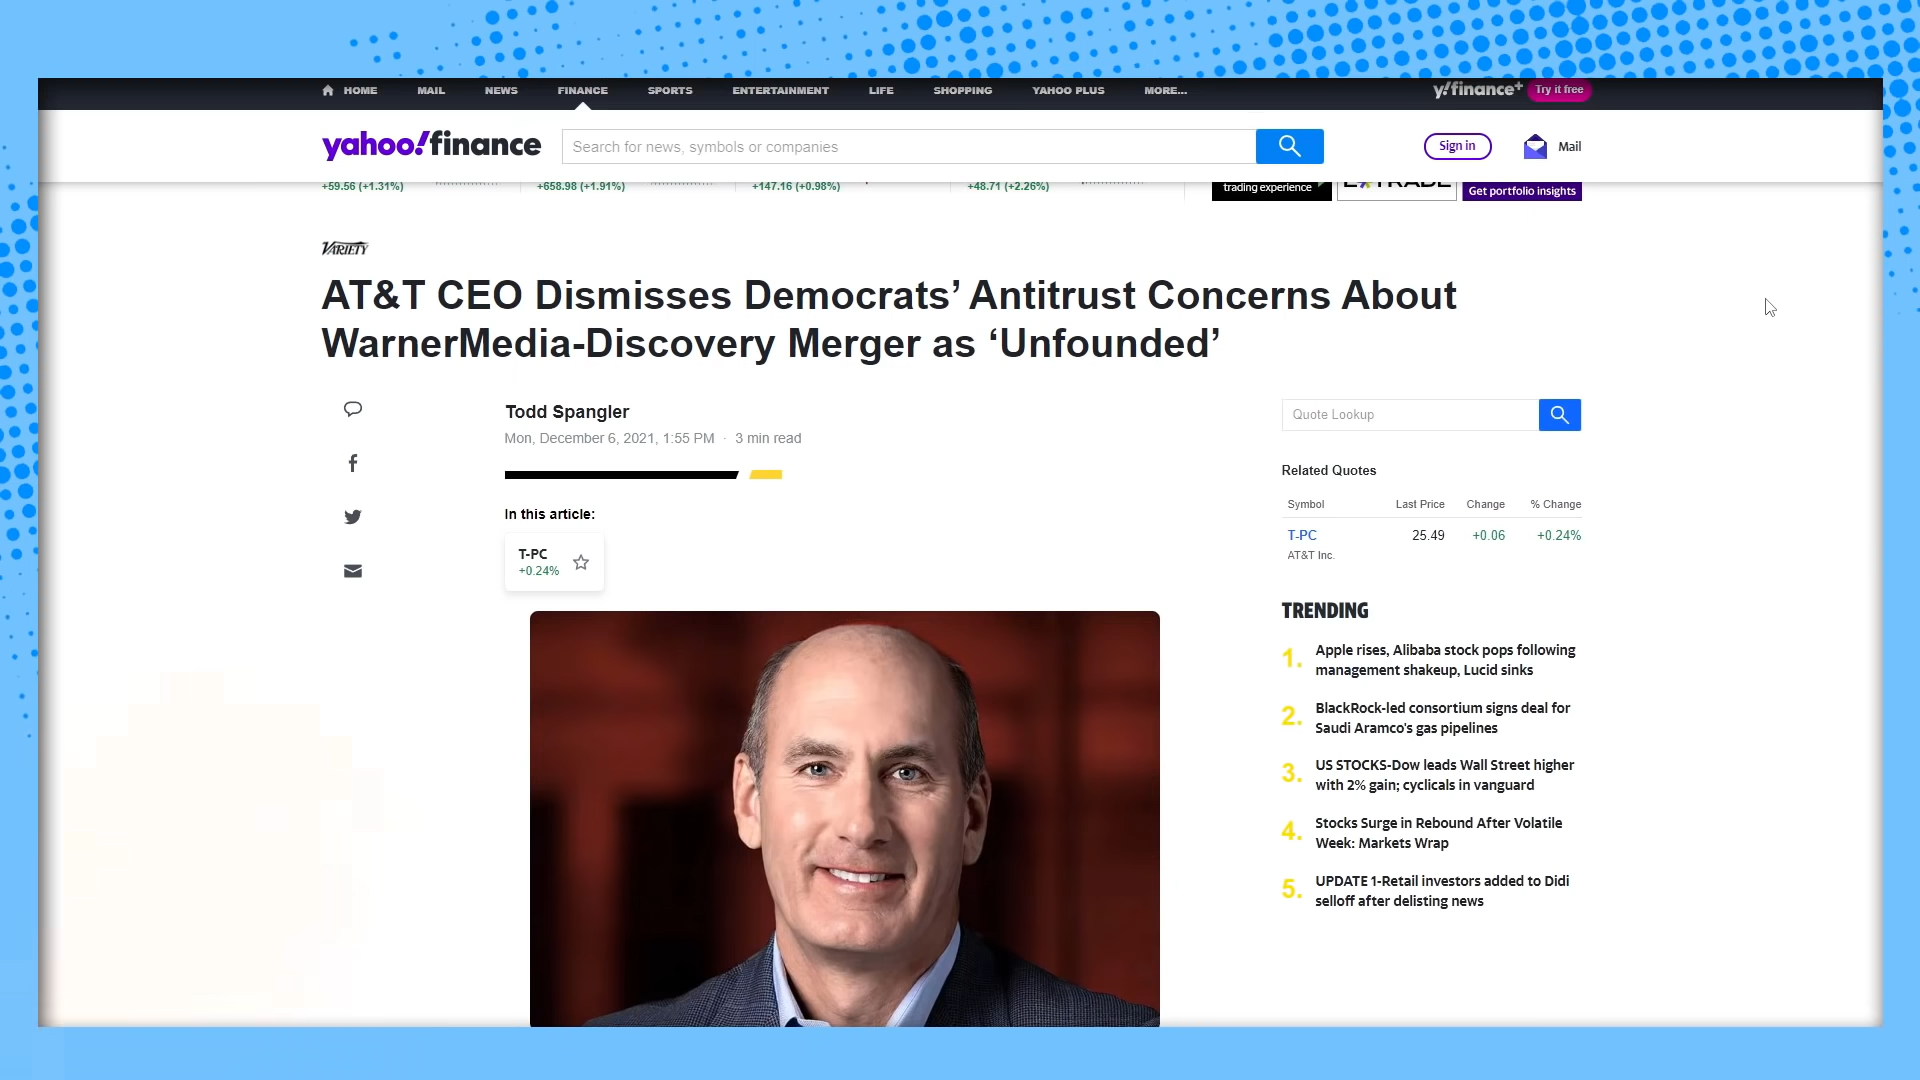 HOME MAIL NEWS FINANCE SPORTS ENTERTAINMENT LIFE SHOPPING YAHOO PLUS MORE...
y!finance+ Try it free
yahoo!finance
Search for news, symbols or companies
Sign in
Mail
+59.56 (+1.31%) +658.98 (+1.91%) +147.16 (+0.98%) +48.71 (+2.26%)
trading experience
E*TRADE
Get portfolio insights
VARIETY
AT&T CEO Dismisses Democrats’ Antitrust Concerns About
WarnerMedia-Discovery Merger as ‘Unfounded’
Todd Spangler
Mon, December 6, 2021, 1:55 PM · 3 min read
In this article:
T-PC
+0.24%
Quote Lookup
Related Quotes
Symbol Last Price Change % Change
T-PC 25.49 +0.06 +0.24%
AT&T Inc.
TRENDING
1. Apple rises, Alibaba stock pops following
management shakeup, Lucid sinks
2. BlackRock-led consortium signs deal for
Saudi Aramco's gas pipelines
3. US STOCKS-Dow leads Wall Street higher
with 2% gain; cyclicals in vanguard
4. Stocks Surge in Rebound After Volatile
Week: Markets Wrap
5. UPDATE 1-Retail investors added to Didi
selloff after delisting news